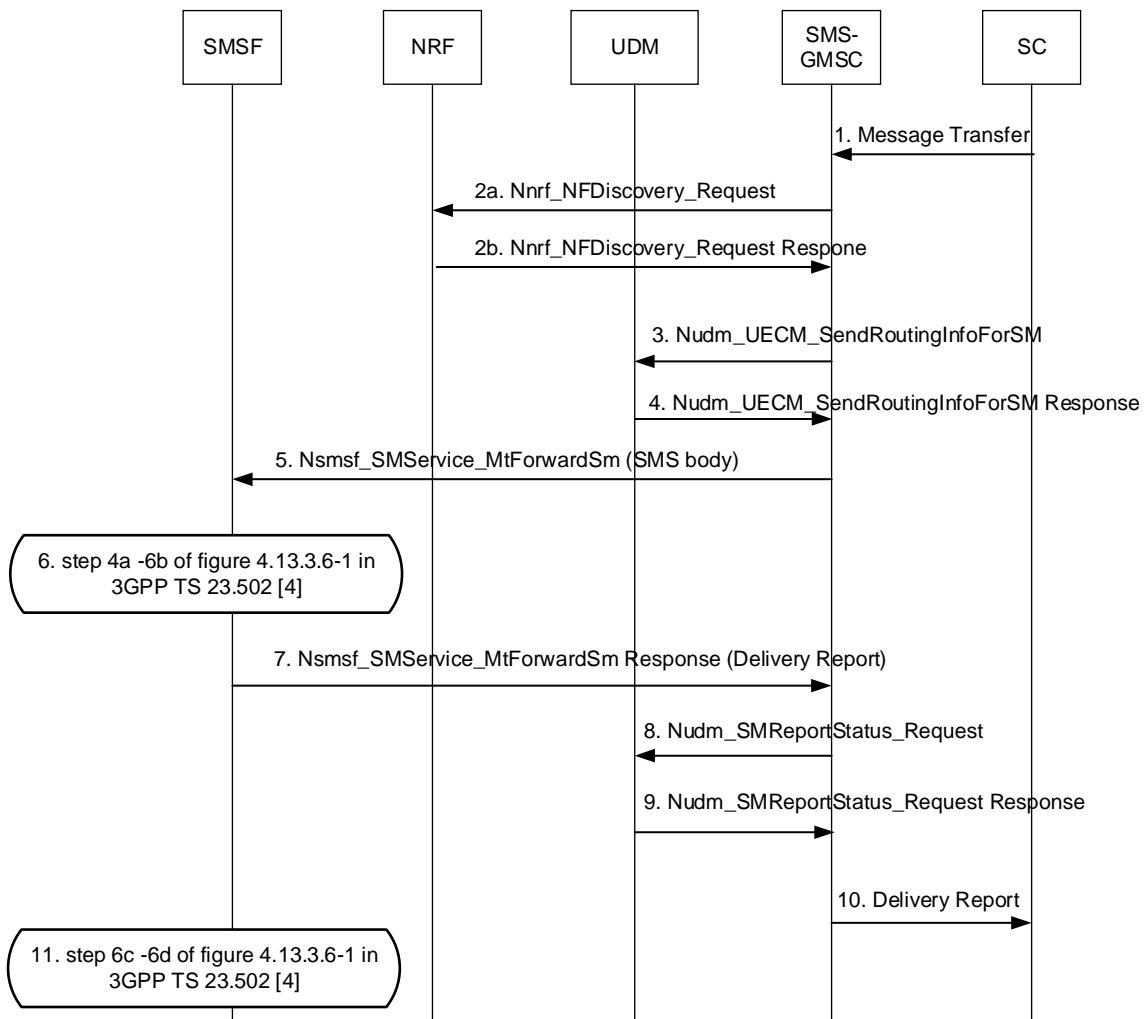 SMSF
NRF
UDM
SMS-
GMSC
SC
1. Message Transfer
2a. Nnrf_NFDiscovery_Request
2b. Nnrf_NFDiscovery_Request Respone
3. Nudm_UECM_SendRoutingInfoForSM
4. Nudm_UECM_SendRoutingInfoForSM Response
5. Nsmsf_SMService_MtForwardSm (SMS body)
6. step 4a -6b of figure 4.13.3.6-1 in
3GPP TS 23.502 [4]
7. Nsmsf_SMService_MtForwardSm Response (Delivery Report)
8. Nudm_SMReportStatus_Request
9. Nudm_SMReportStatus_Request Response
10. Delivery Report
11. step 6c -6d of figure 4.13.3.6-1 in
3GPP TS 23.502 [4]